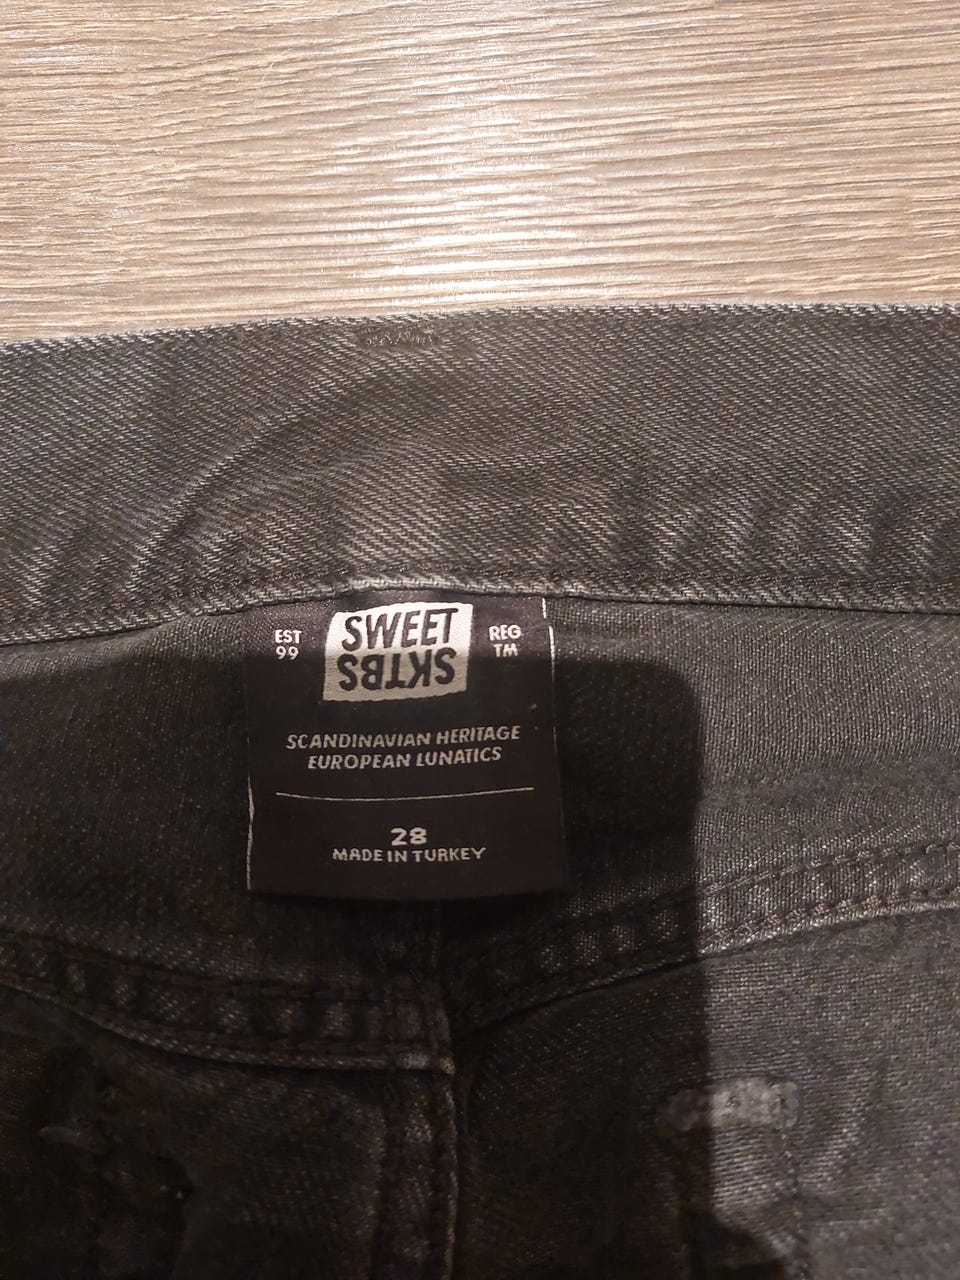 EST
99
SWEET
SKTBS
REG
TM
SCANDINAVIAN HERITAGE
EUROPEAN LUNATICS
28
MADE IN TURKEY